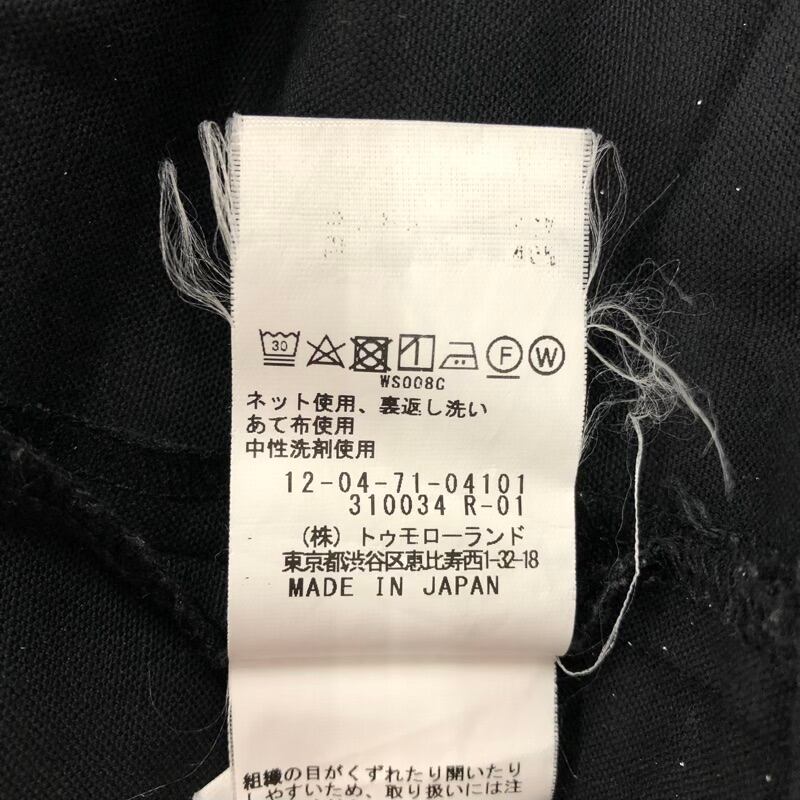 30
F W
WS008C
ネット使用、裏返し洗い
あて布使用
中性洗剤使用
12-04-71-04101
310034 R-01
(株) トゥモローランド
東京都渋谷区恵比寿西1-32-18
MADE IN JAPAN
組織の目がくずれたり開いたり
しやすいため、取り扱いには注